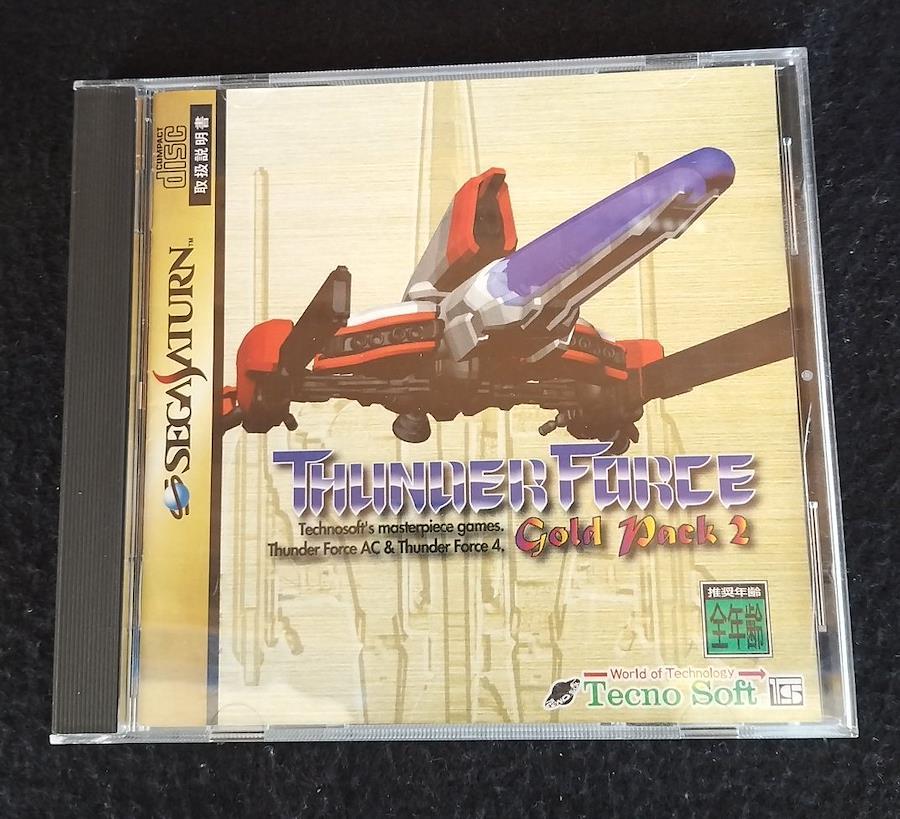 COMPACT
disc
取扱説明書
SEGA SATURN™
THUNDER FORCE
Technosoft's masterpiece games.
Thunder Force AC & Thunder Force 4.
Gold Pack 2
推奨年齢
全年齢
World of Technology
Tecno Soft